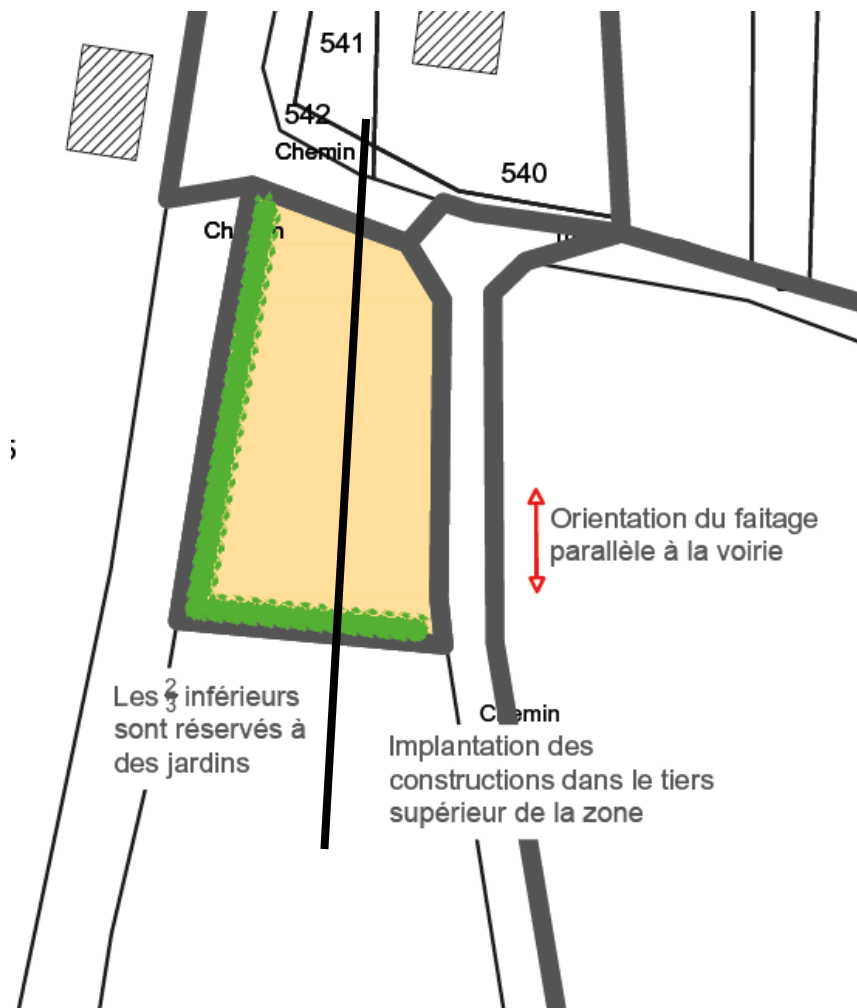 541
542
Chemin
540
Orientation du faitage
parallèle à la voirie
Les 2/3 inférieurs
sont réservés à
des jardins
Chemin
Implantation des
constructions dans le tiers
supérieur de la zone